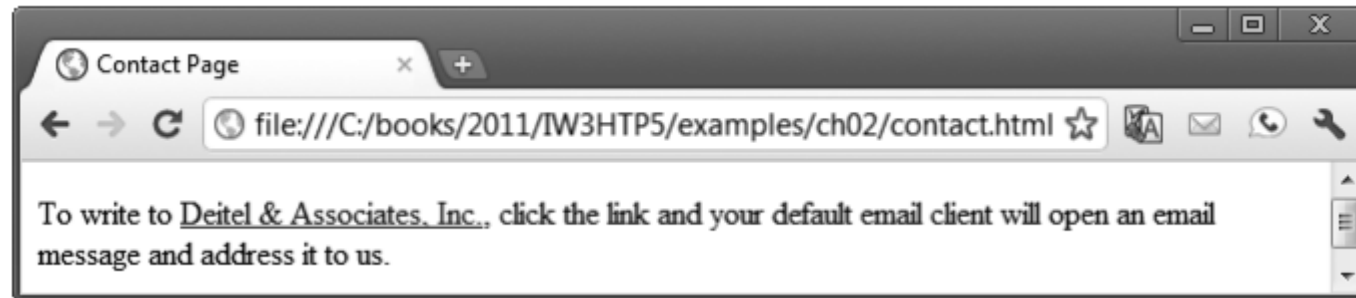 Contact Page
file:///C:/books/2011/IW3HTP5/examples/ch02/contact.html
To write to Deitel & Associates, Inc., click the link and your default email client will open an email
message and address it to us.